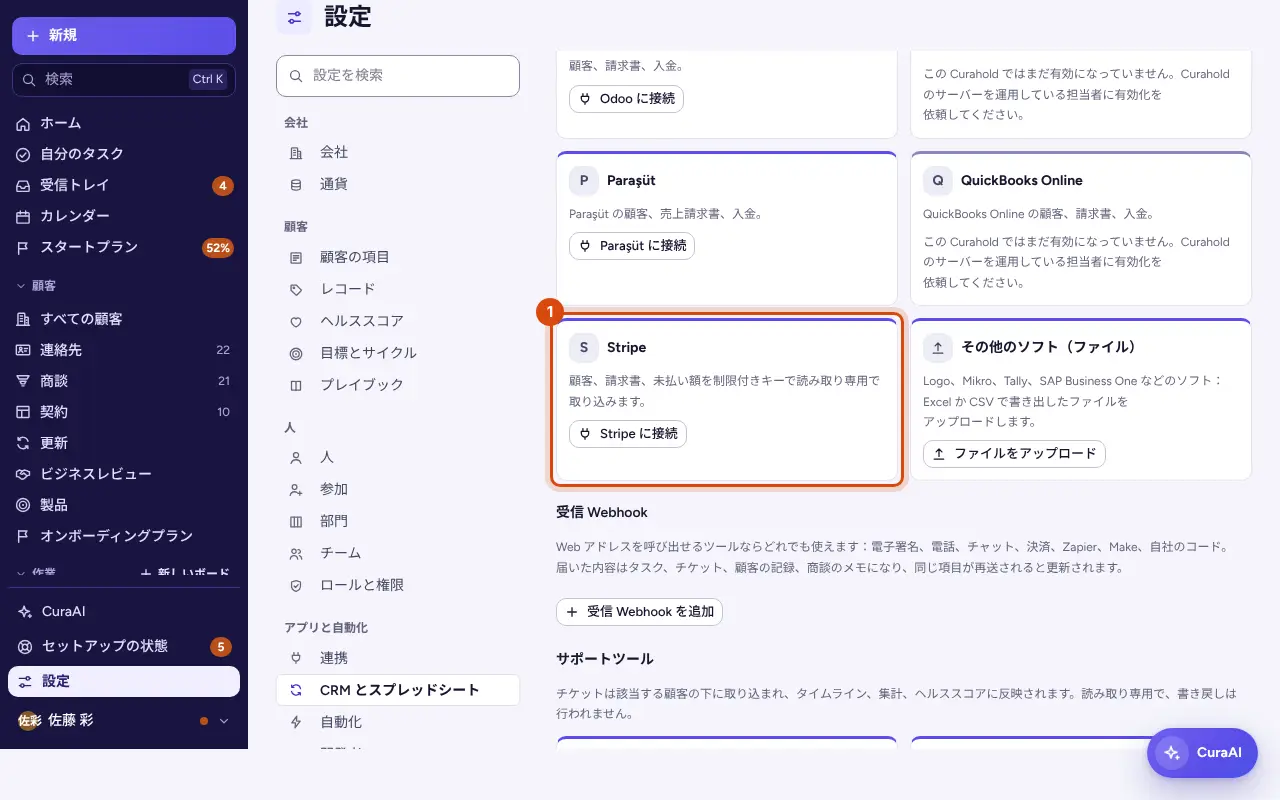 新規
検索
Ctrl K
ホーム
自分のタスク
受信トレイ
4
カレンダー
スタートプラン
52%
顧客
すべての顧客
連絡先
22
商談
21
契約
10
更新
ビジネスレビュー
製品
オンボーディングプラン
作業
新しいボード
CuraAI
セットアップの状態
5
設定
佐彩 佐藤 彩
設定
設定を検索
会社
会社
通貨
顧客
顧客の項目
レコード
ヘルススコア
目標とサイクル
プレイブック
人
人
参加
部門
チーム
ロールと権限
アプリと自動化
連携
CRM とスプレッドシート
自動化
顧客、請求書、入金。
Odoo に接続
この Curahold ではまだ有効になっていません。Curahold
のサーバーを運用している担当者に有効化を
依頼してください。
P
Paraşüt
Paraşüt の顧客、売上請求書、入金。
Paraşüt に接続
Q
QuickBooks Online
QuickBooks Online の顧客、請求書、入金。
この Curahold ではまだ有効になっていません。Curahold
のサーバーを運用している担当者に有効化を
依頼してください。
1
S
Stripe
顧客、請求書、未払い額を制限付きキーで読み取り専用で
取り込みます。
Stripe に接続
その他のソフト（ファイル）
Logo、Mikro、Tally、SAP Business One などのソフト：
Excel か CSV で書き出したファイルを
アップロードします。
ファイルをアップロード
受信 Webhook
Web アドレスを呼び出せるツールならどれでも使えます：電子署名、電話、チャット、決済、Zapier、Make、自社のコード。
届いた内容はタスク、チケット、顧客の記録、商談のメモになり、同じ項目が再送されると更新されます。
受信 Webhook を追加
サポートツール
チケットは該当する顧客の下に取り込まれ、タイムライン、集計、ヘルススコアに反映されます。読み取り専用で、書き戻しは
行われません。
CuraAI